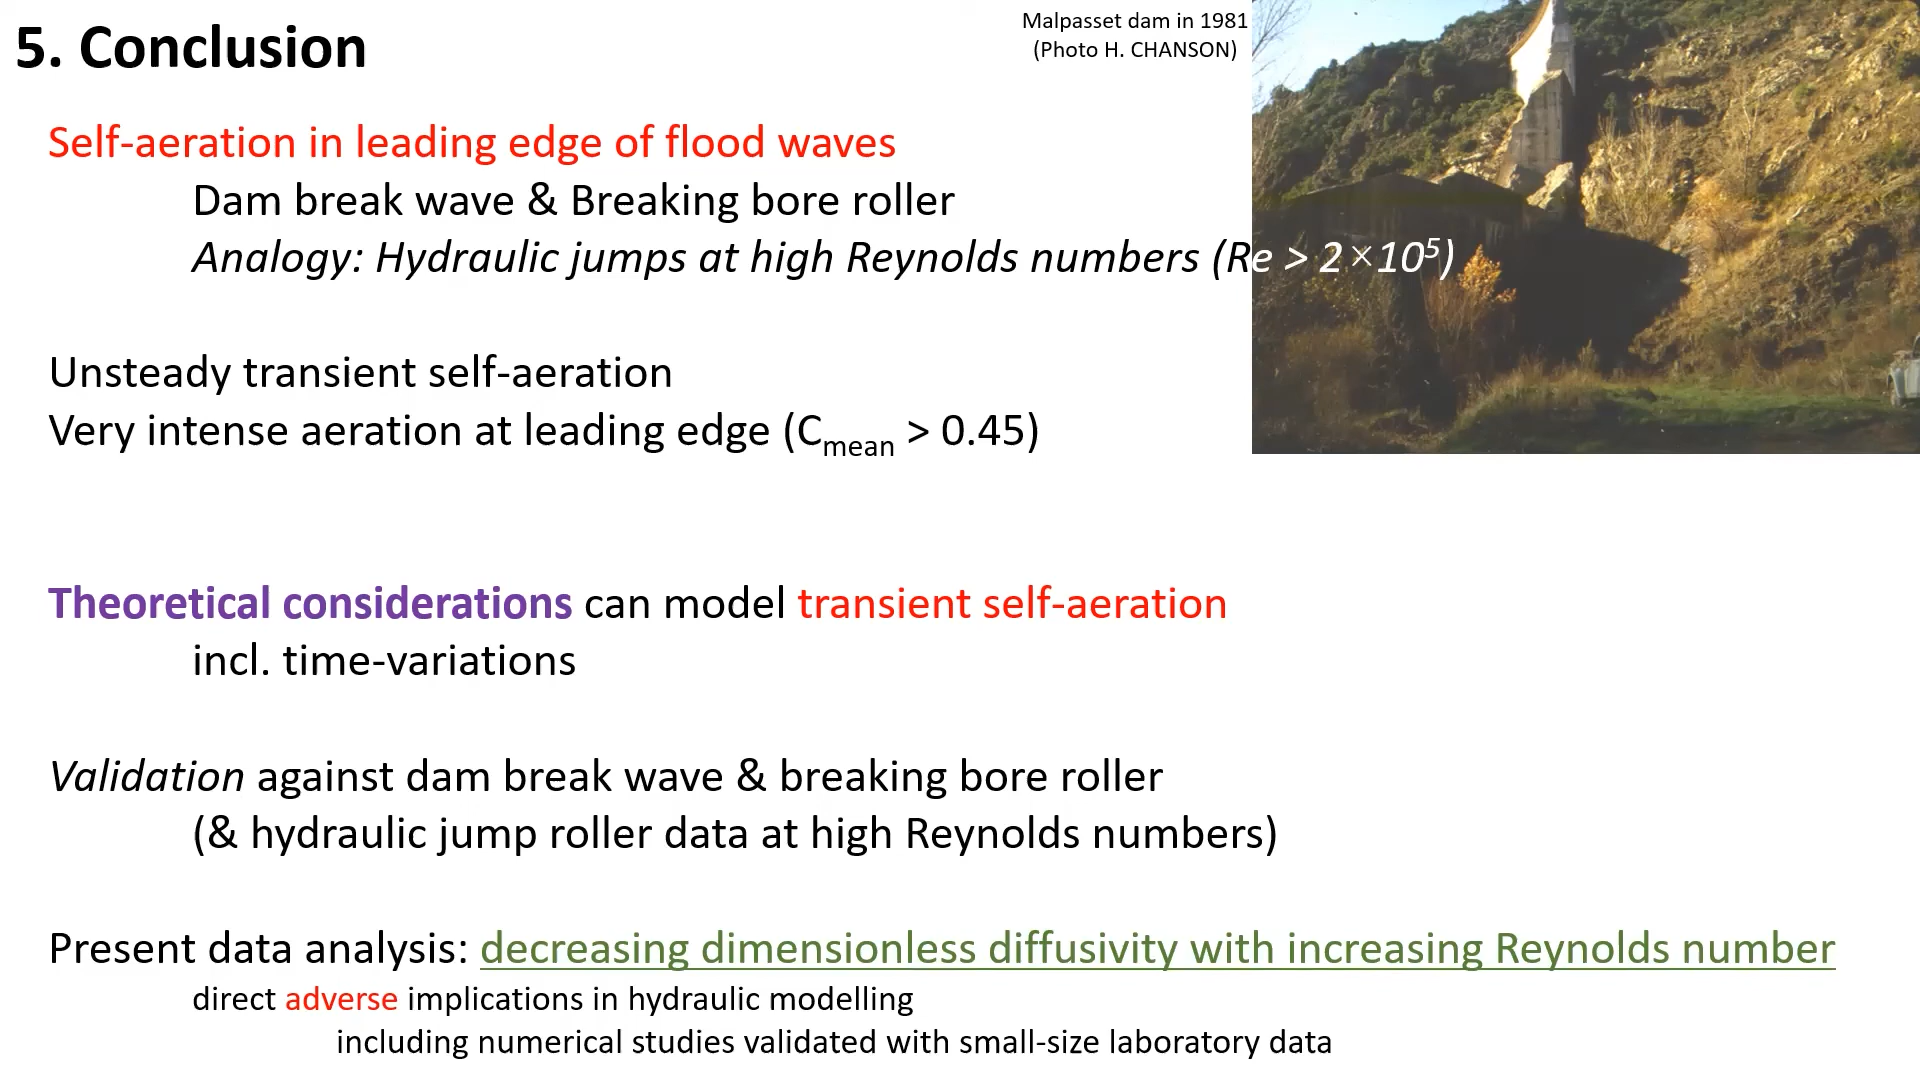 5. Conclusion
Malpasset dam in 1981
(Photo H. CHANSON)
Self-aeration in leading edge of flood waves
Dam break wave & Breaking bore roller
Analogy: Hydraulic jumps at high Reynolds numbers (Re > 2×10⁵)
Unsteady transient self-aeration
Very intense aeration at leading edge (Cmean > 0.45)
Theoretical considerations can model transient self-aeration
incl. time-variations
Validation against dam break wave & breaking bore roller
(& hydraulic jump roller data at high Reynolds numbers)
Present data analysis: decreasing dimensionless diffusivity with increasing Reynolds number
direct adverse implications in hydraulic modelling
including numerical studies validated with small-size laboratory data